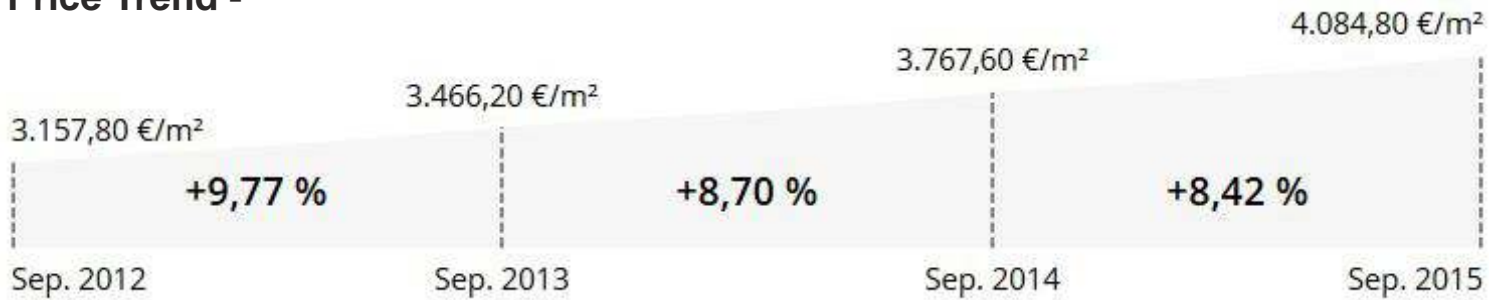 Price Trend -
4.084,80 €/m²
3.767,60 €/m²
3.466,20 €/m²
3.157,80 €/m²
+9,77 % +8,70 % +8,42 %
Sep. 2012 Sep. 2013 Sep. 2014 Sep. 2015